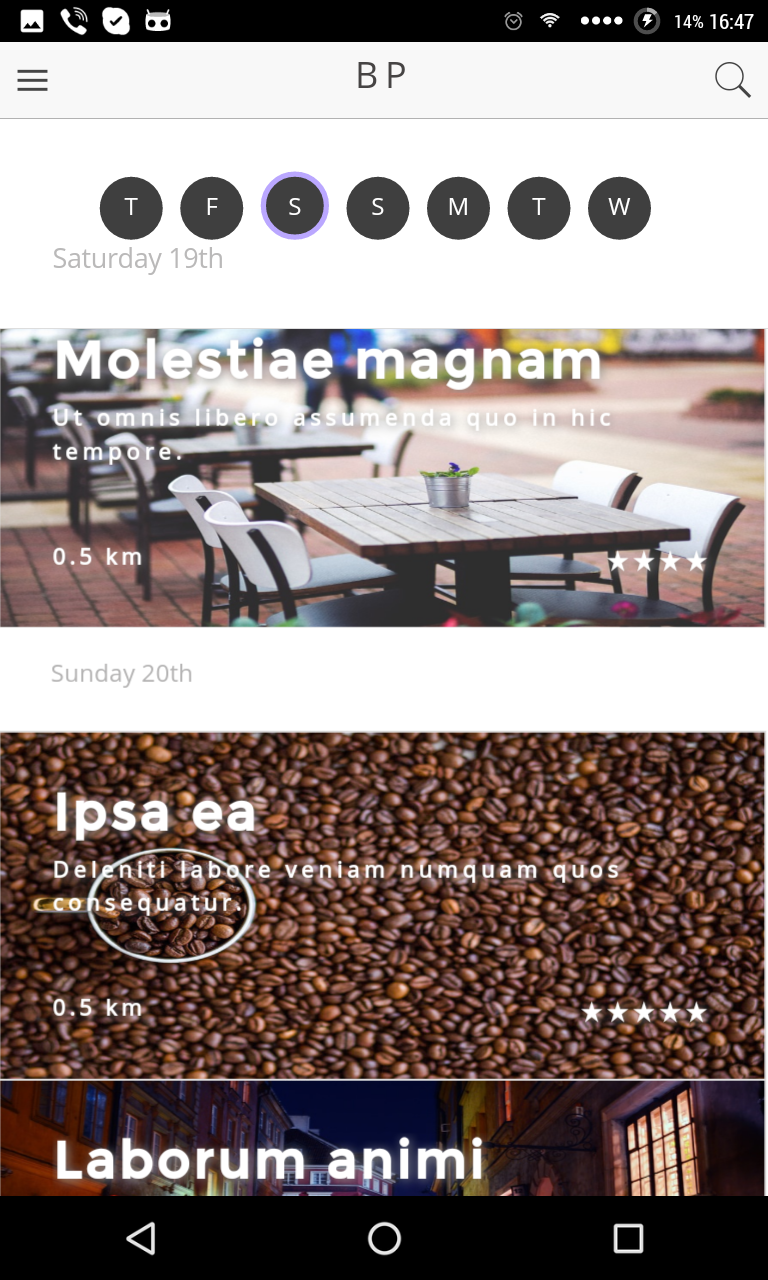 14% 16:47
B P
T F S S M T W
Saturday 19th
Molestiae magnam
Ut omnis libero assumenda quo in hic
tempore.
0.5 km ★★★★
Sunday 20th
Ipsa ea
Deleniti labore veniam numquam quos
consequatur.
0.5 km ★★★★★
Laborum animi